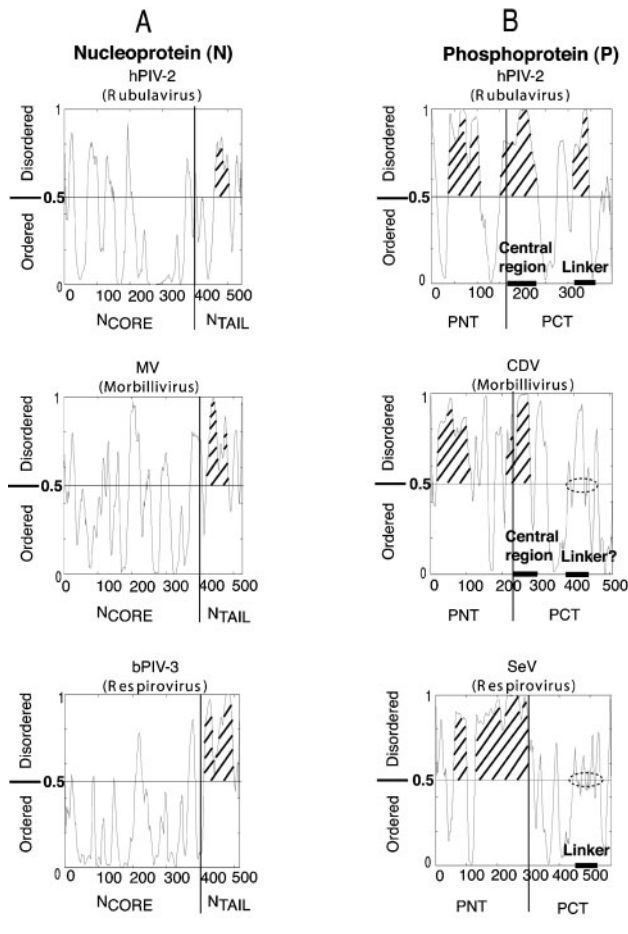 A
Nucleoprotein (N)
hPIV-2
(Rubulavirus)
1
Disordered
0.5
Ordered
0
0 100 200 300 400 500
NCORE NTAIL
MV
(Morbillivirus)
1
Disordered
0.5
Ordered
0
0 100 200 300 400 500
NCORE NTAIL
bPIV-3
(Respirovirus)
1
Disordered
0.5
Ordered
0
0 100 200 300 400 500
NCORE NTAIL
B
Phosphoprotein (P)
hPIV-2
(Rubulavirus)
1
Disordered
0.5
Ordered
Central
region Linker
0
0 100 200 300
PNT PCT
CDV
(Morbillivirus)
1
Disordered
0.5
Ordered
Central
region Linker?
0
0 100 200 300 400 500
PNT PCT
SeV
(Respirovirus)
1
Disordered
0.5
Ordered
Linker
0
0 100 200 300 400 500
PNT PCT